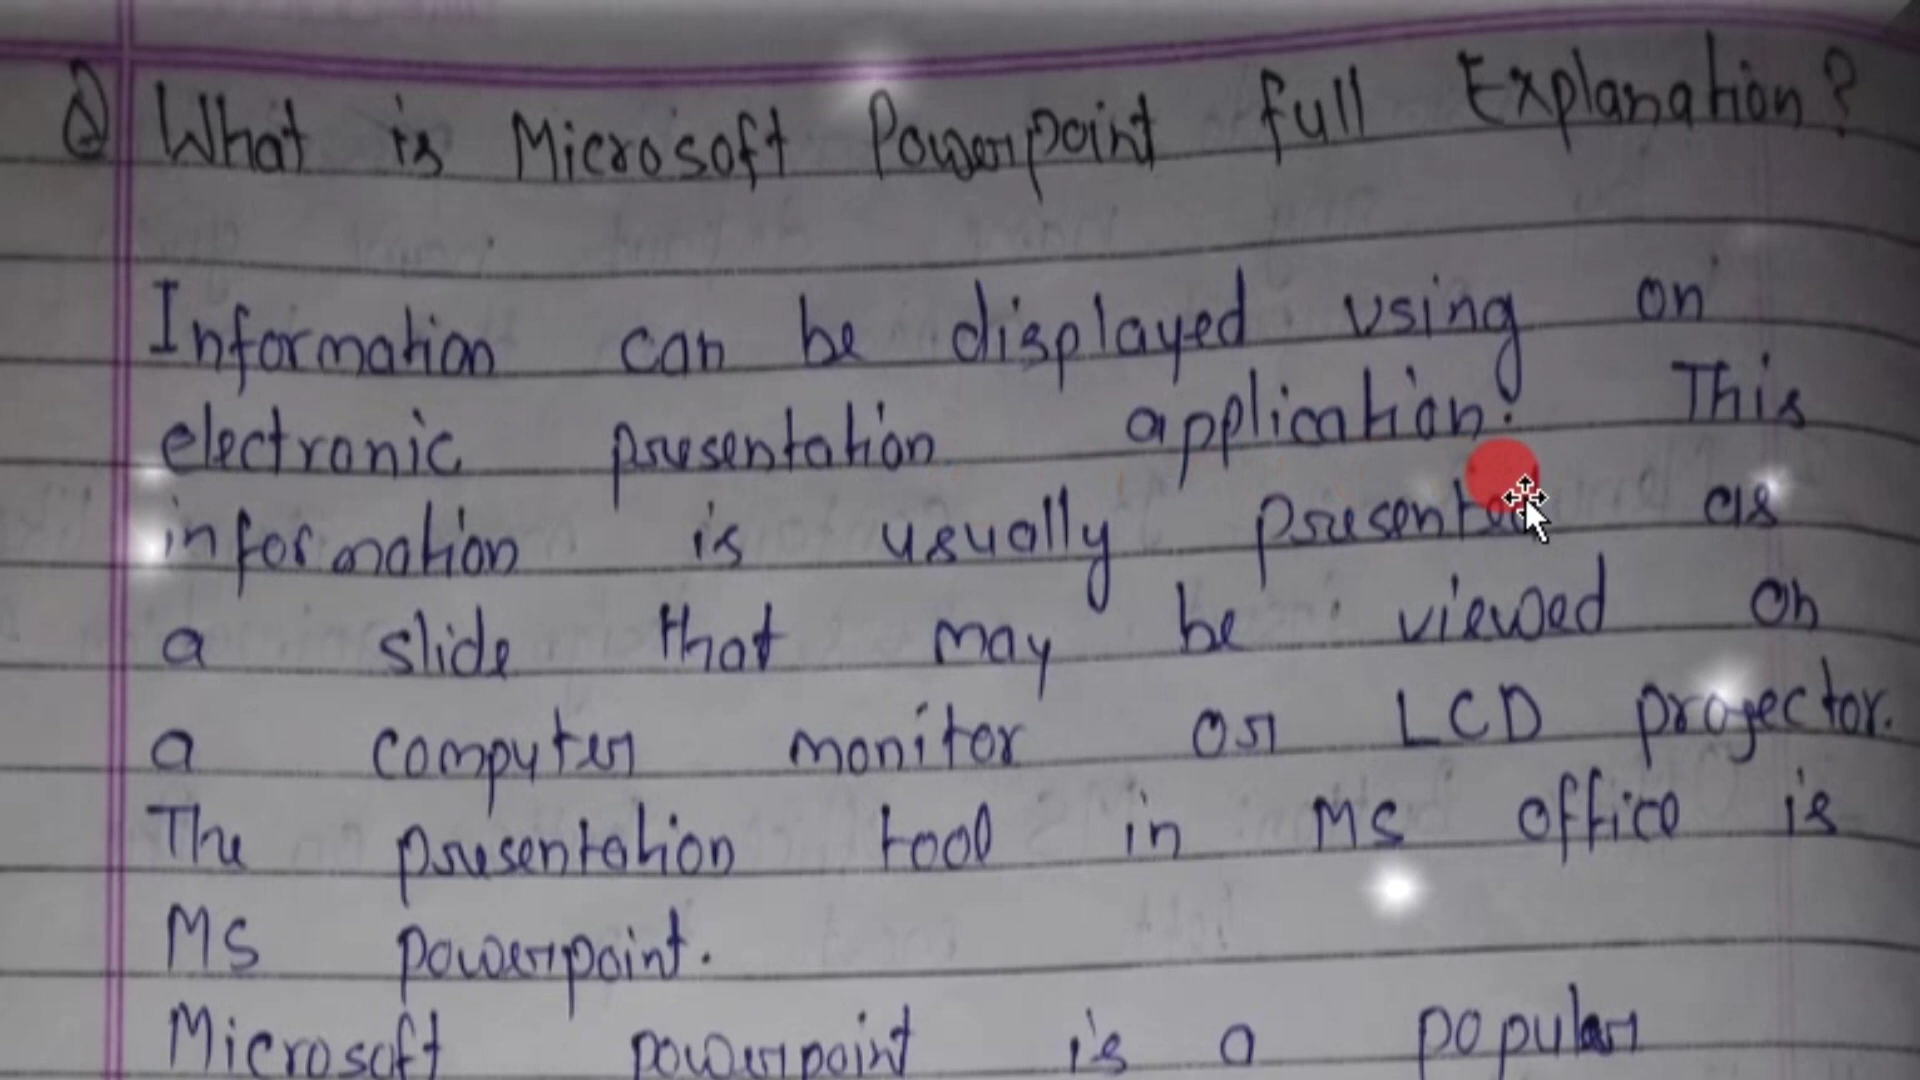 Q What is Microsoft Powerpoint full Explanation?
Information can be displayed using on
electronic presentation application. This
information is usually presented as
a slide that may be viewed on
a computer monitor or LCD projector.
The presentation tool in MS office is
MS powerpoint.
Microsoft powerpoint is a popular